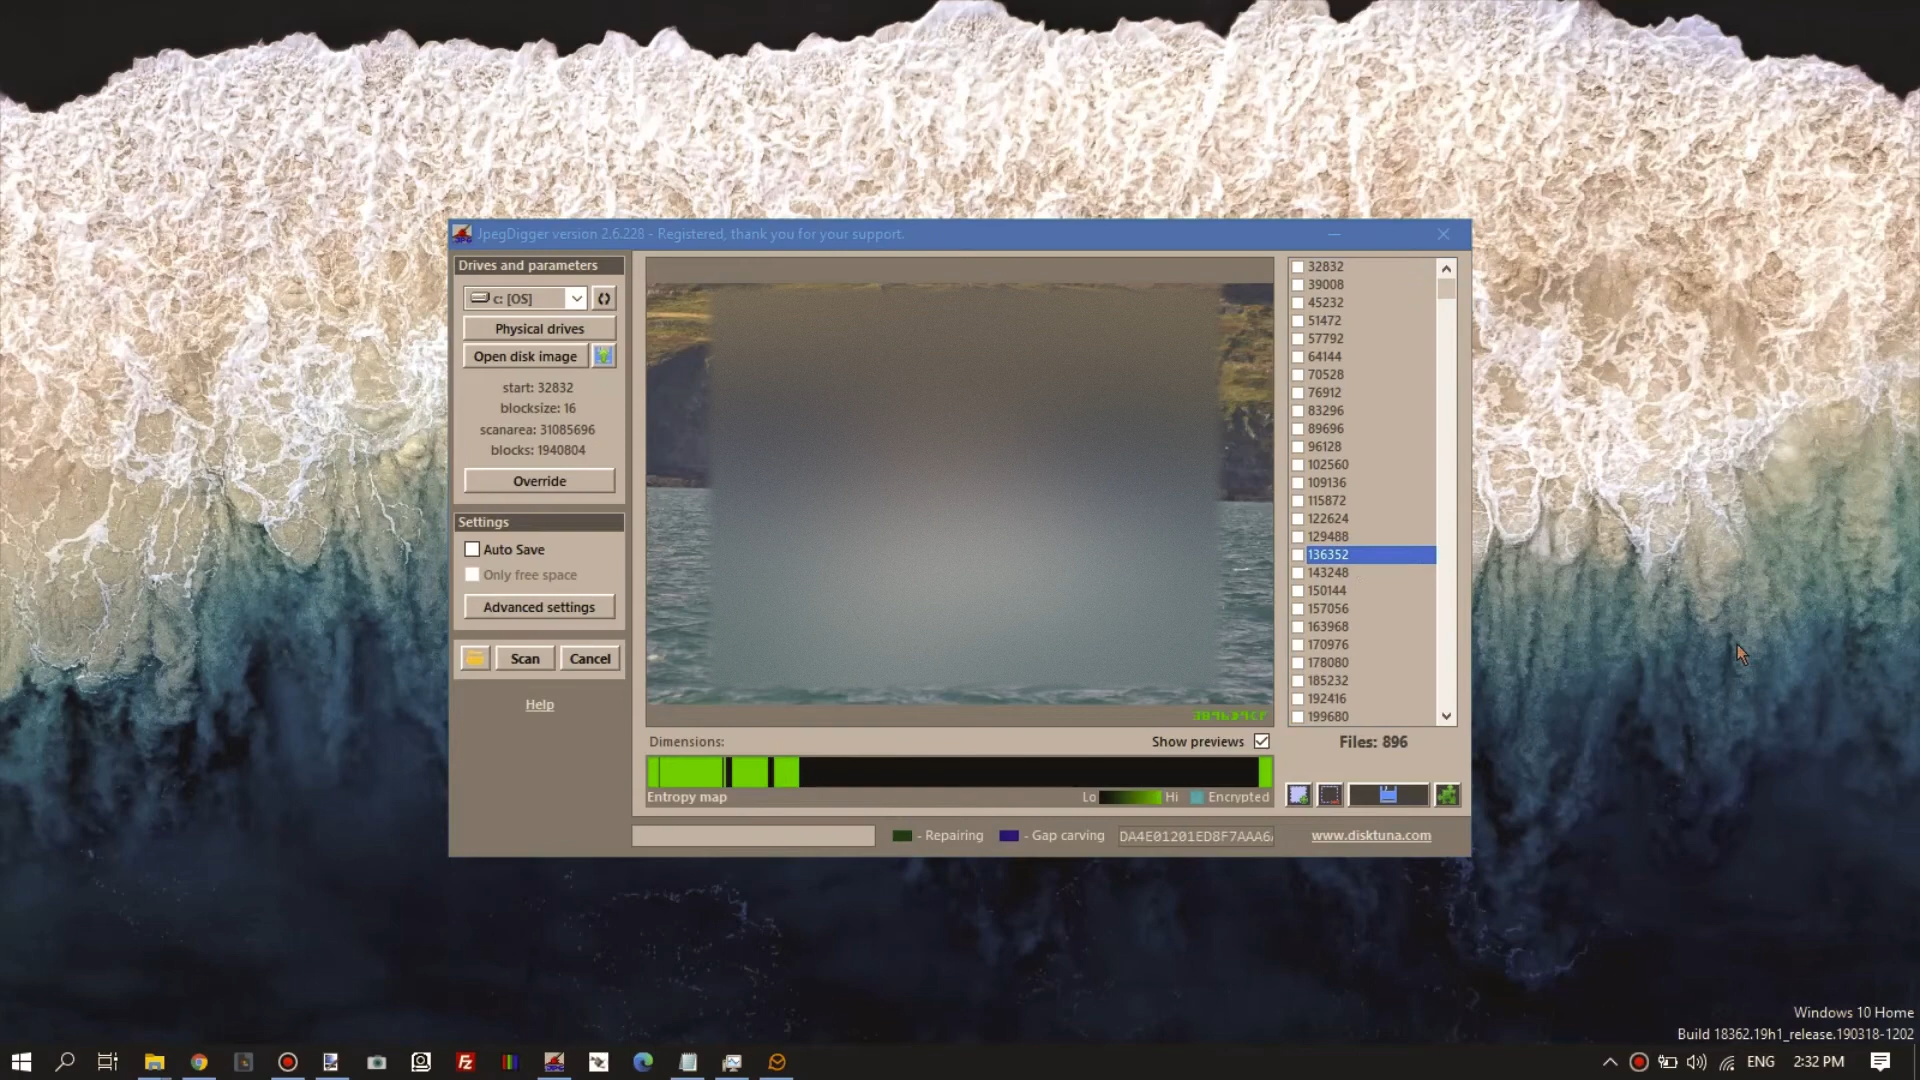 JpegDigger version 2.6.228 - Registered, thank you for your support.
Drives and parameters
c: [OS]
Physical drives
Open disk image
start: 32832
blocksize: 16
scanarea: 31085696
blocks: 1940804
Override
Settings
Auto Save
Only free space
Advanced settings
Scan
Cancel
Help
Dimensions:
Show previews
Entropy map
Lo
Hi
Encrypted
- Repairing
- Gap carving
32832
39008
45232
51472
57792
64144
70528
76912
83296
89696
96128
102560
109136
115872
122624
129488
136352
143248
150144
157056
163968
170976
178080
185232
192416
199680
Files: 896
DA4E01201ED8F7AAA6
www.disktuna.com
Windows 10 Home
Build 18362.19h1_release.190318-1202
ENG
2:32 PM